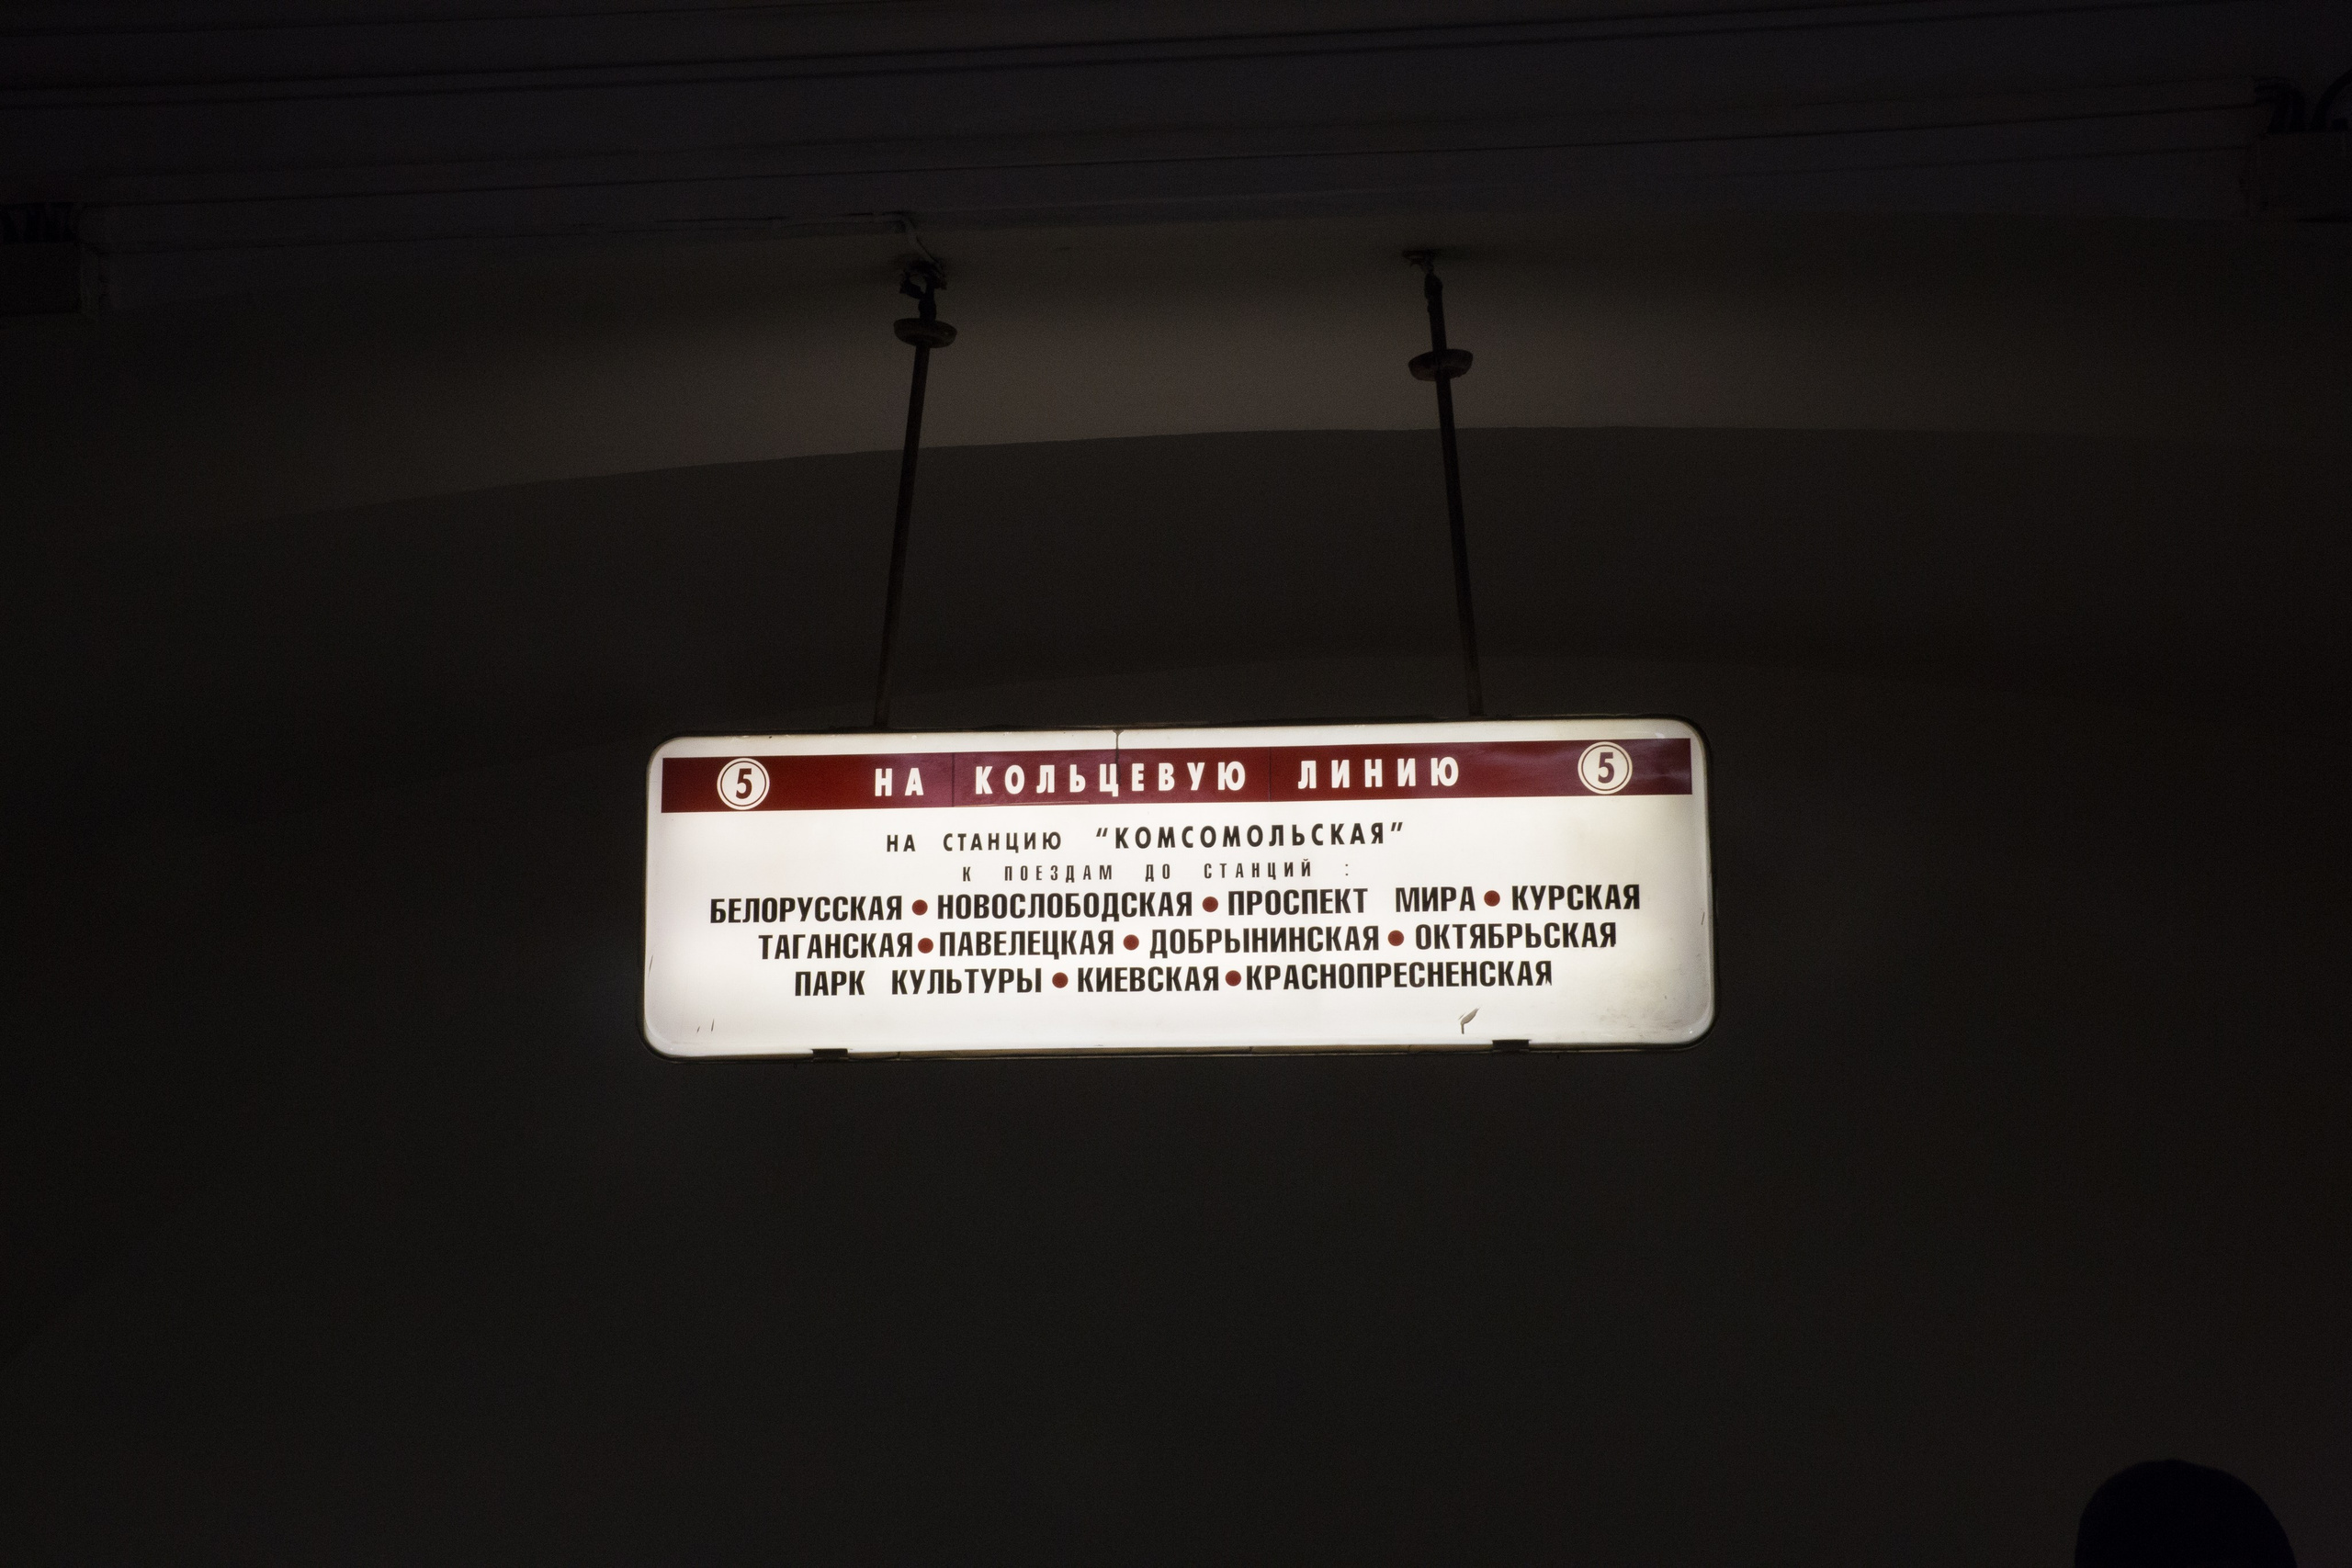 5 НА КОЛЬЦЕВУЮ ЛИНИЮ 5
НА СТАНЦИЮ "КОМСОМОЛЬСКАЯ"
К ПОЕЗДАМ ДО СТАНЦИЙ :
БЕЛОРУССКАЯ • НОВОСЛОБОДСКАЯ • ПРОСПЕКТ МИРА • КУРСКАЯ
ТАГАНСКАЯ • ПАВЕЛЕЦКАЯ • ДОБРЫНИНСКАЯ • ОКТЯБРЬСКАЯ
ПАРК КУЛЬТУРЫ • КИЕВСКАЯ • КРАСНОПРЕСНЕНСКАЯ